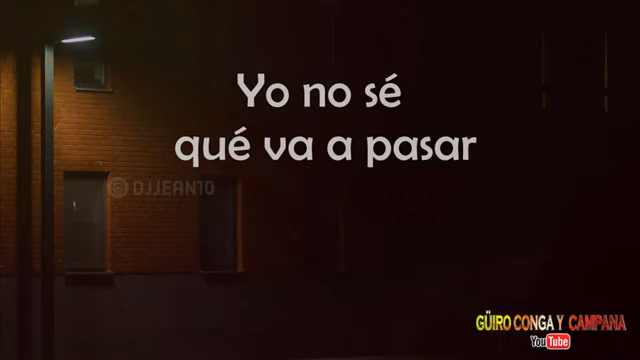 Yo no sé
qué va a pasar
@DJJEAN10
GÜIRO CONGA Y CAMPANA
YouTube